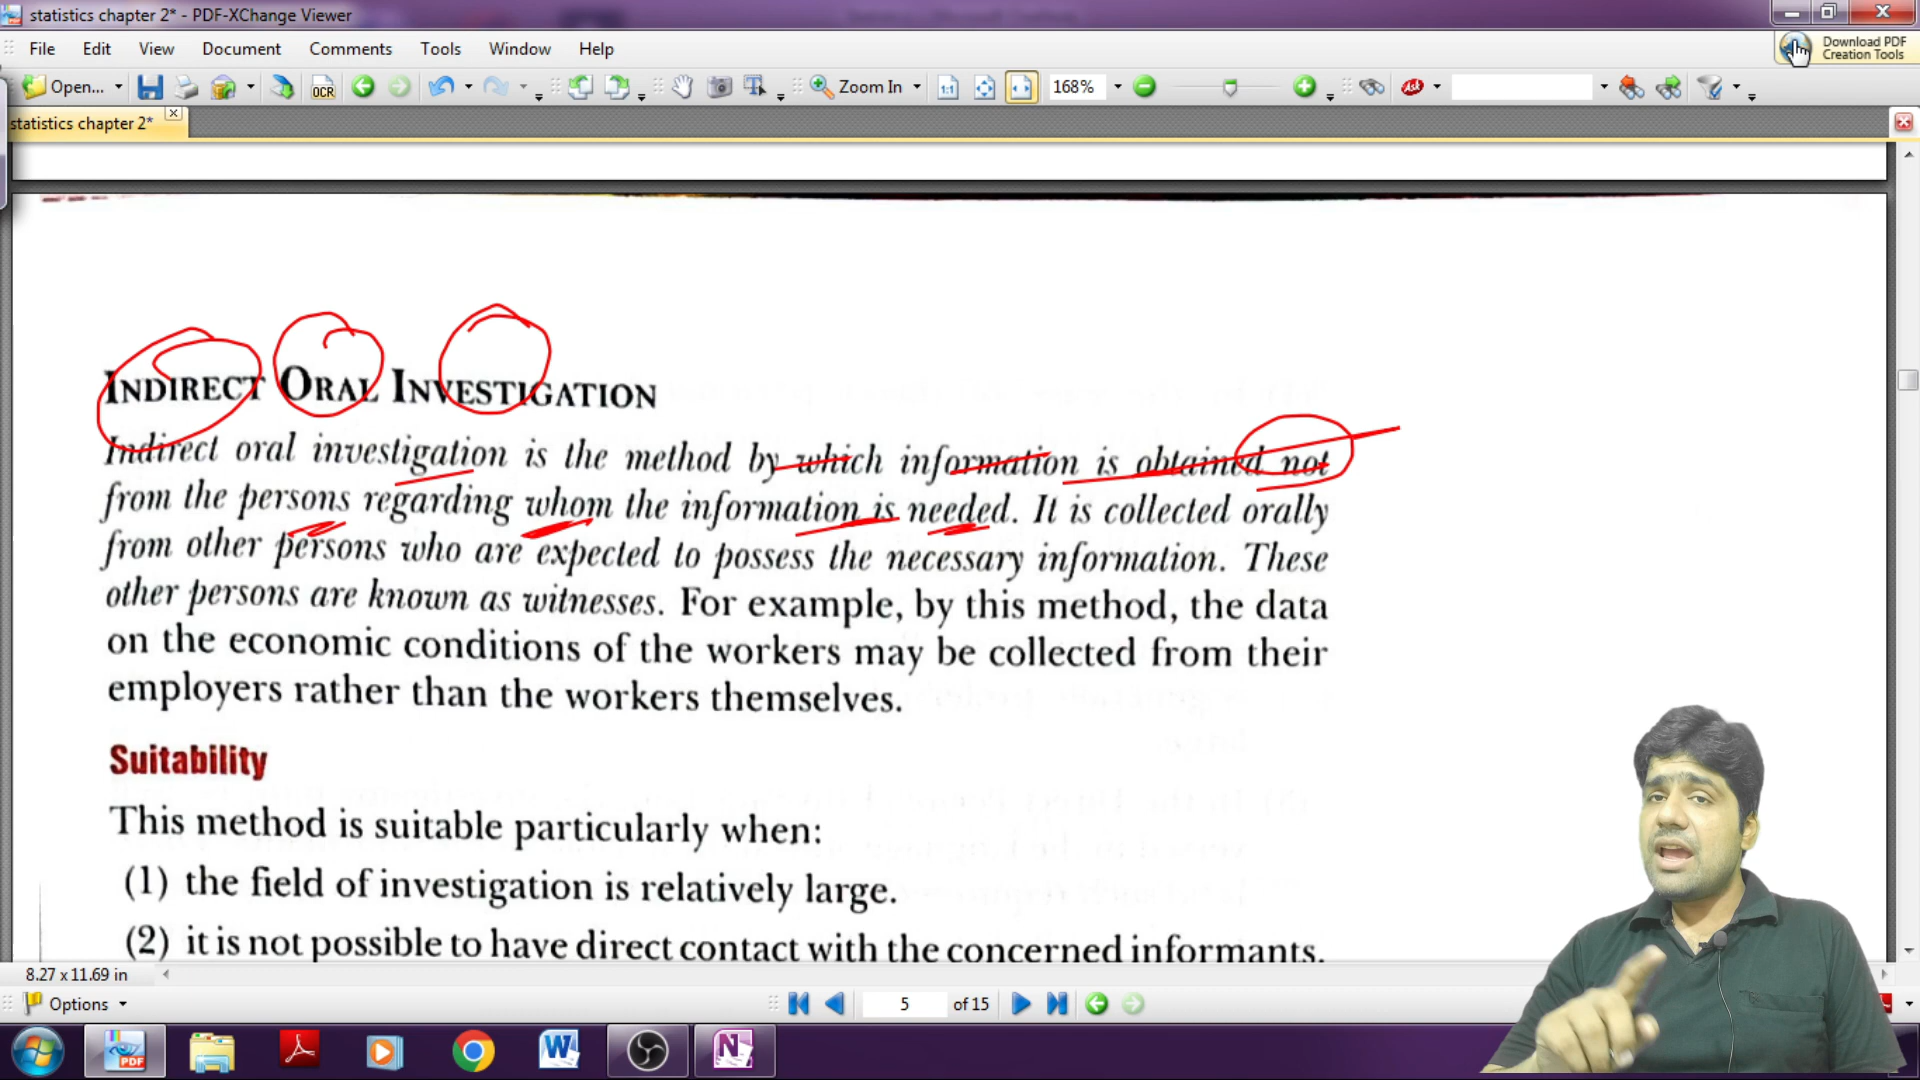 statistics chapter 2* - PDF-XChange Viewer
File Edit View Document Comments Tools Window Help
Download PDF
Creation Tools
Open... OCR Zoom In 1:1 168% Ask
statistics chapter 2*
INDIRECT ORAL INVESTIGATION
Indirect oral investigation is the method by which information is obtained not
from the persons regarding whom the information is needed. It is collected orally
from other persons who are expected to possess the necessary information. These
other persons are known as witnesses. For example, by this method, the data
on the economic conditions of the workers may be collected from their
employers rather than the workers themselves.
Suitability
This method is suitable particularly when:
(1) the field of investigation is relatively large.
(2) it is not possible to have direct contact with the concerned informants.
8.27 x 11.69 in
Options 5 of 15
PDF W N